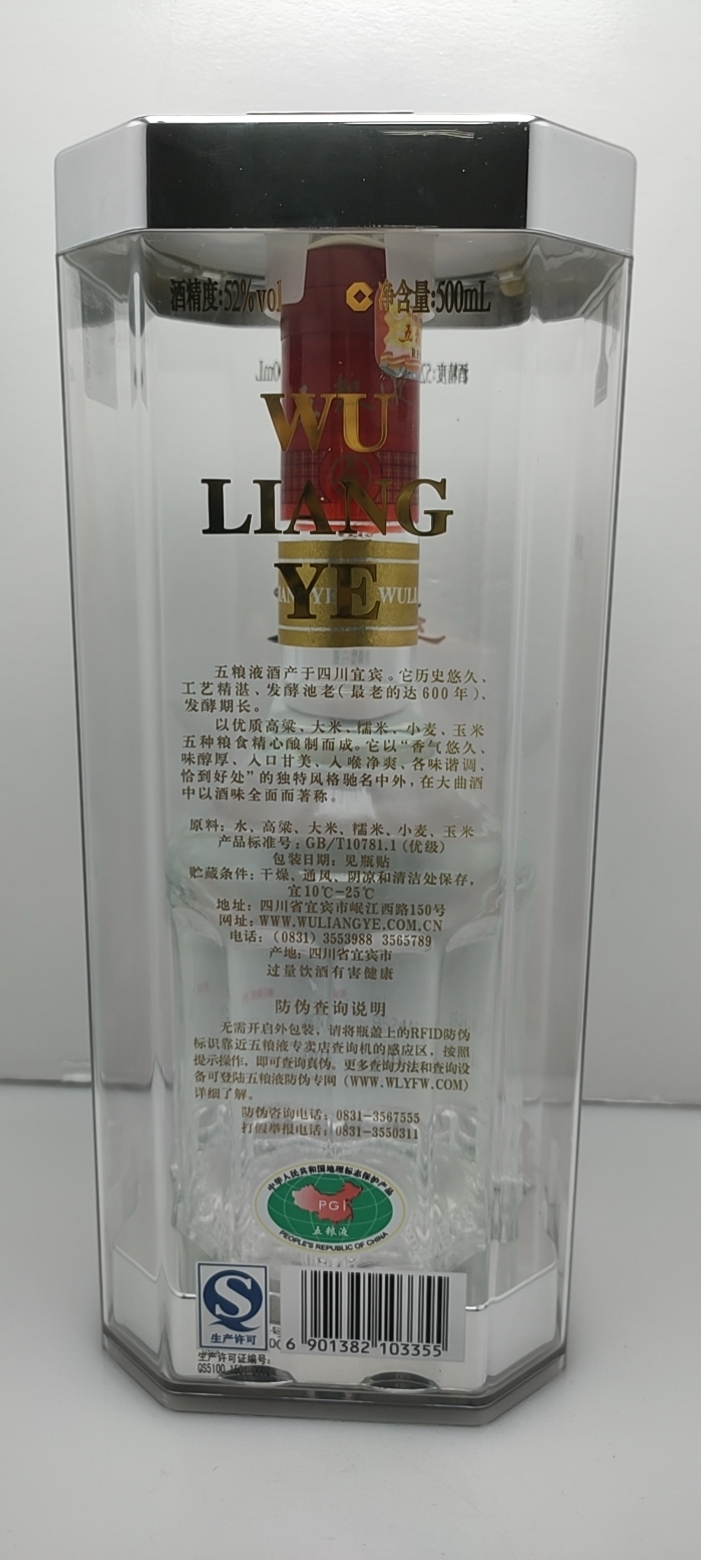 酒精度:52%vol 净含量:500mL
WU
LIANG
YE
五粮液酒产于四川宜宾。它历史悠久、
工艺精湛、发酵池老(最老的达600年)、
发酵期长。
以优质高粱、大米、糯米、小麦、玉米
五种粮食精心酿制而成。它以“香气悠久、
味醇厚、入口甘美、入喉净爽、各味谐调、
恰到好处”的独特风格驰名中外,在大曲酒
中以酒味全面而著称。
原料: 水、高粱、大米、糯米、小麦、玉米
产品标准号: GB/T10781.1 (优级)
包装日期: 见瓶贴
贮藏条件: 干燥、通风、阴凉和清洁处保存,
宜10℃-25℃
地址: 四川省宜宾市岷江西路150号
网址: WWW.WULIANGYE.COM.CN
电话: (0831) 3553988 3565789
产地: 四川省宜宾市
过量饮酒有害健康
防伪查询说明
无需开启外包装, 请将瓶盖上的RFID防伪
标识靠近五粮液专卖店查询机的感应区, 按照
提示操作, 即可查询真伪。更多查询方法和查询设
备可登陆五粮液防伪专网 (WWW.WLYFW.COM)
详细了解。
防伪咨询电话: 0831-3567555
打假举报电话: 0831-3550311
中华人民共和国地理标志保护产品
PGI
五粮液
PEOPLE'S REPUBLIC OF CHINA
生产许可
6 901382 103355
生产许可证编号:
QS5100 1501